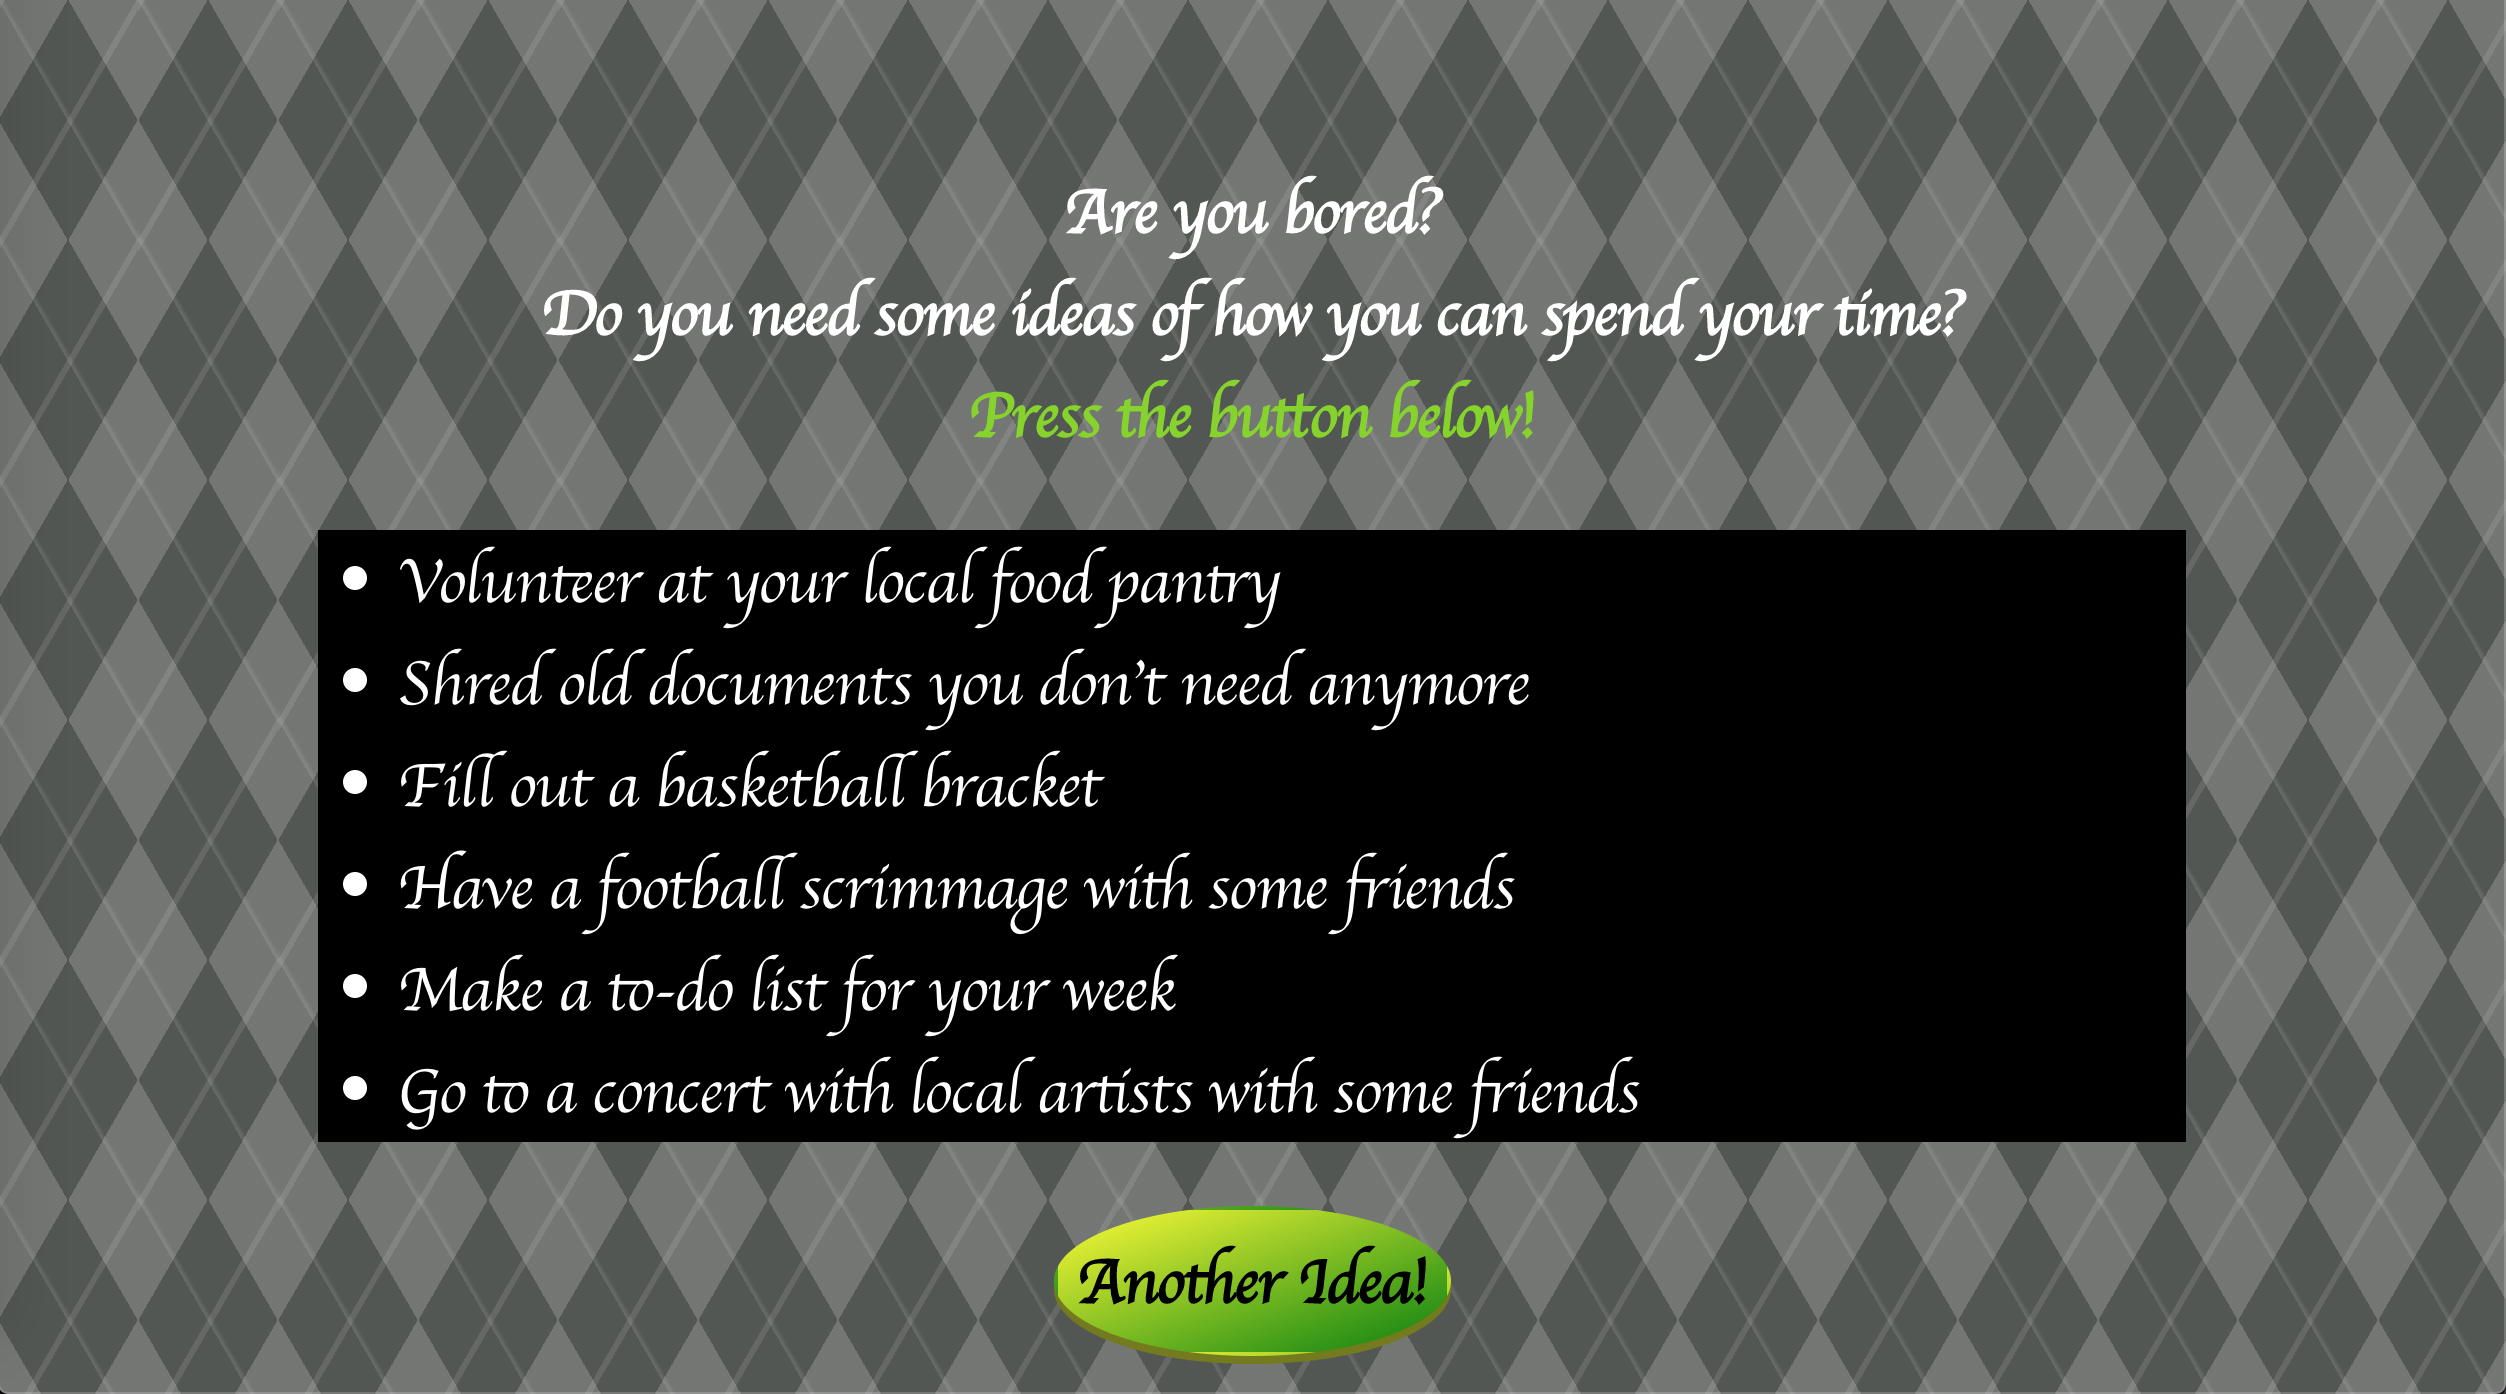 Are you bored?
Do you need some ideas of how you can spend your time?
Press the button below!
• Volunteer at your local food pantry
• Shred old documents you don't need anymore
• Fill out a basketball bracket
• Have a football scrimmage with some friends
• Make a to-do list for your week
• Go to a concert with local artists with some friends
Another Idea!